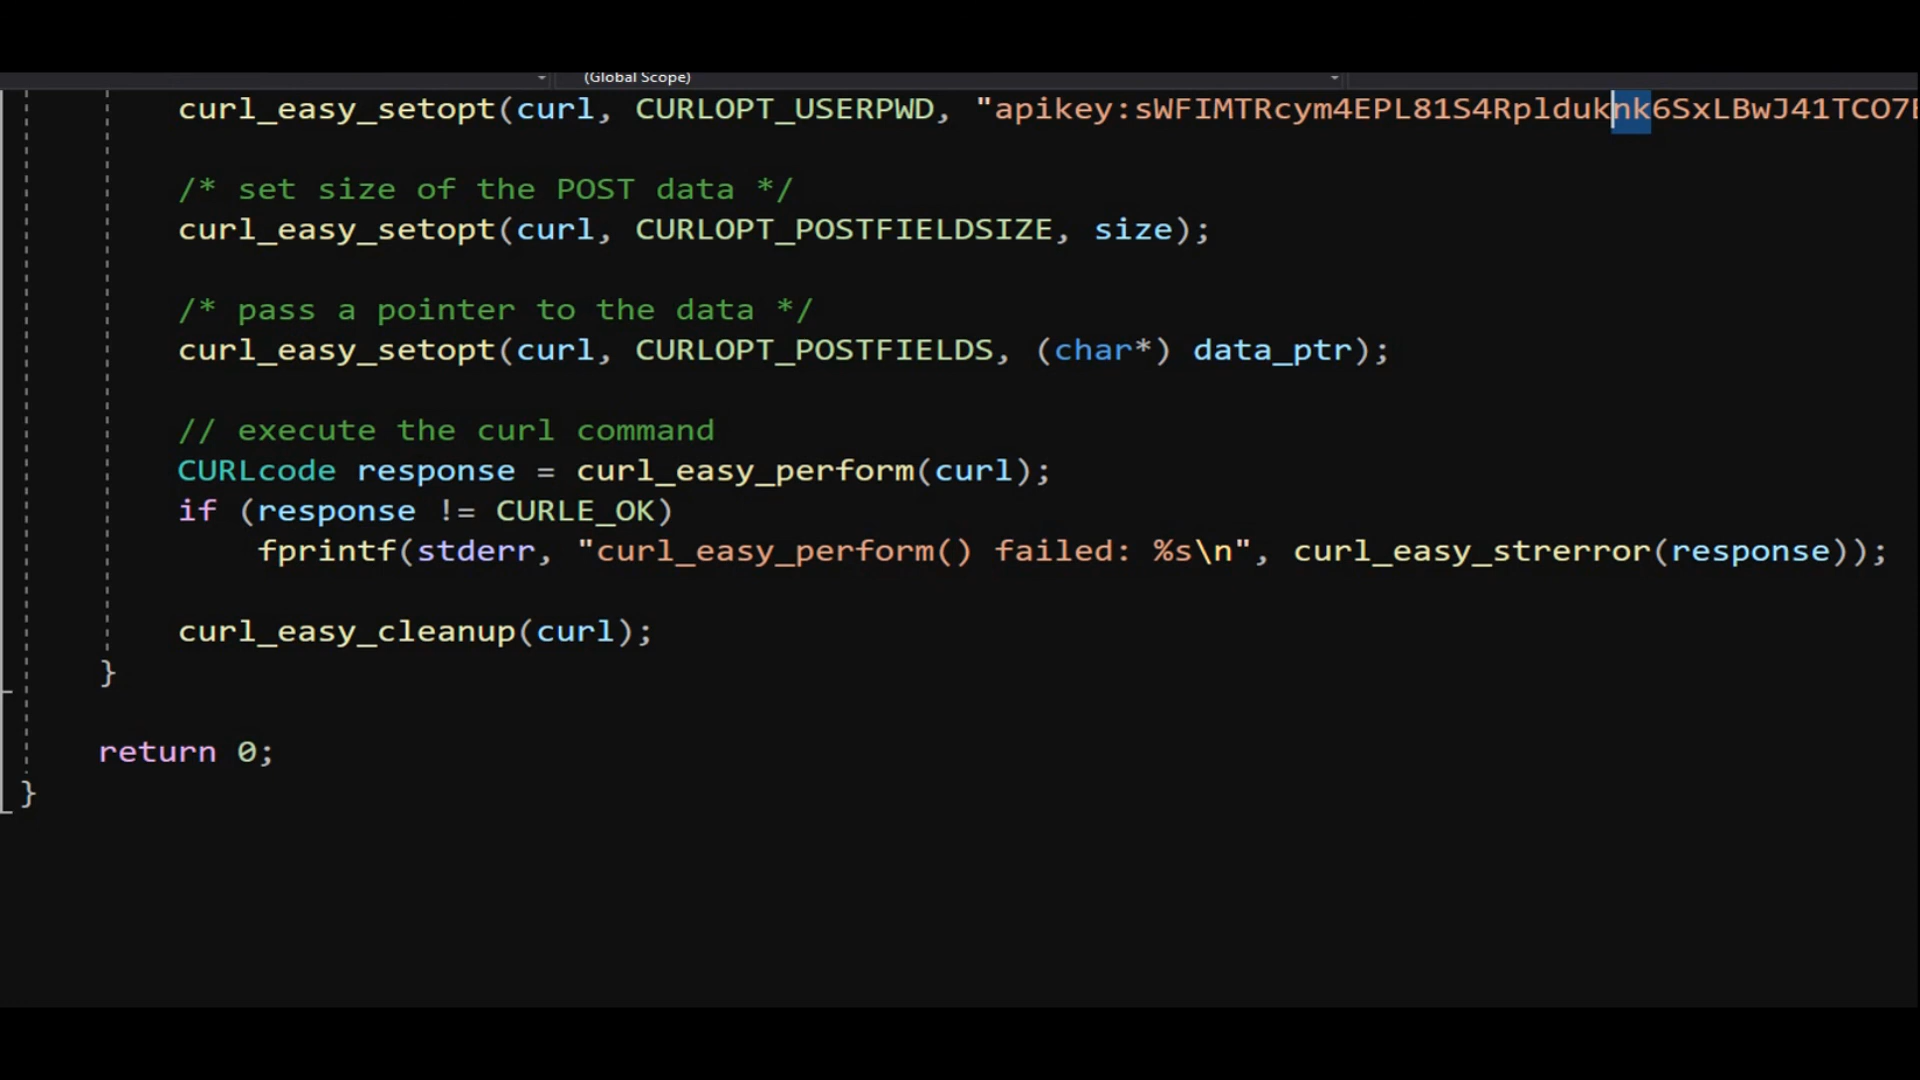 (Global Scope)
curl_easy_setopt(curl, CURLOPT_USERPWD, "apikey:sWFIMTRcym4EPL81S4Rplduknk6SxLBwJ41TCO7E
/* set size of the POST data */
curl_easy_setopt(curl, CURLOPT_POSTFIELDSIZE, size);
/* pass a pointer to the data */
curl_easy_setopt(curl, CURLOPT_POSTFIELDS, (char*) data_ptr);
// execute the curl command
CURLcode response = curl_easy_perform(curl);
if (response != CURLE_OK)
fprintf(stderr, "curl_easy_perform() failed: %s\n", curl_easy_strerror(response));
curl_easy_cleanup(curl);
}
return 0;
}